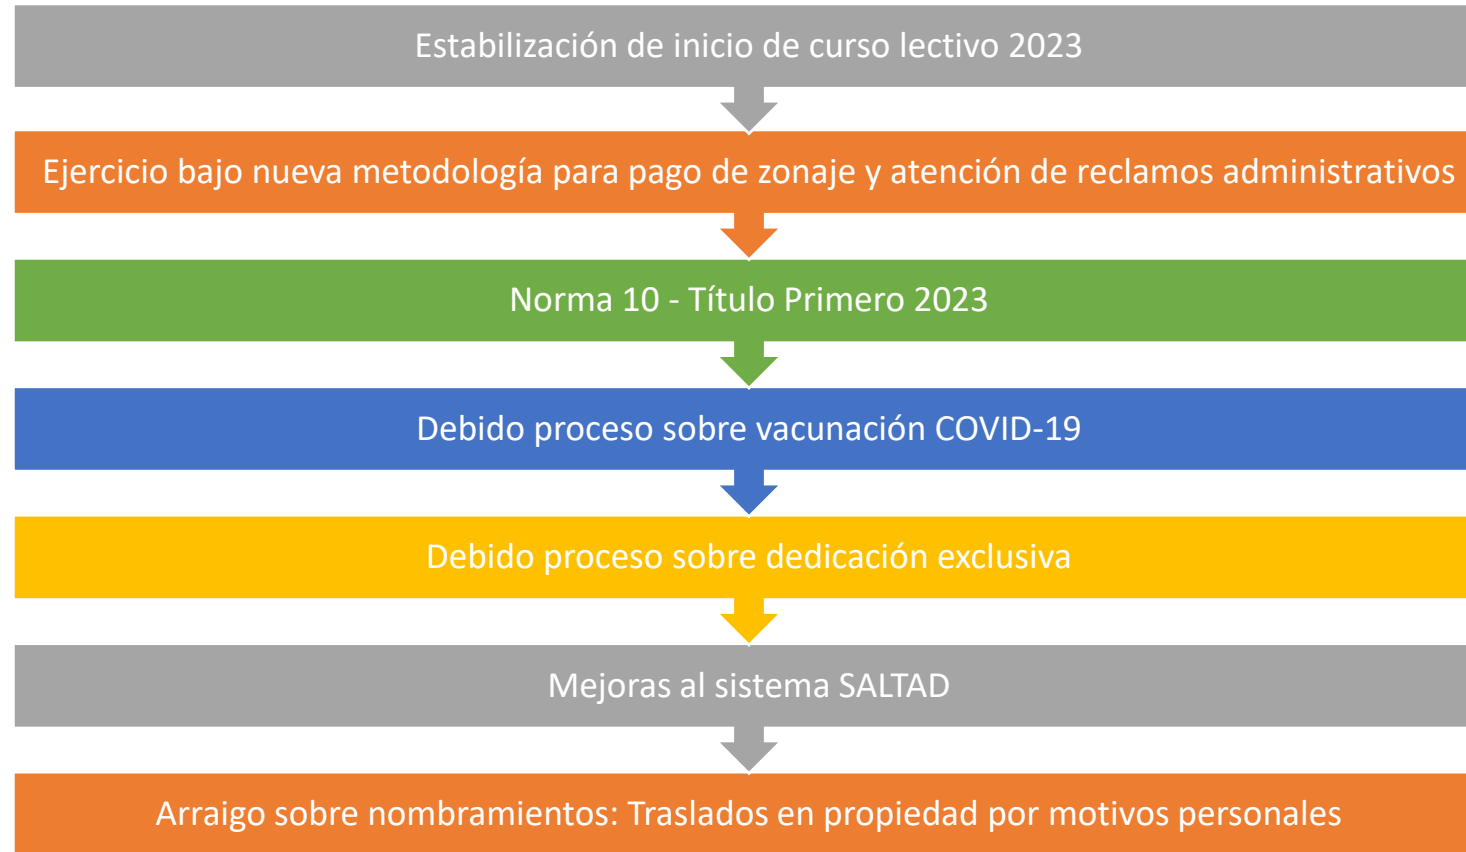 Estabilización de inicio de curso lectivo 2023
Ejercicio bajo nueva metodología para pago de zonaje y atención de reclamos administrativos
Norma 10 - Título Primero 2023
Debido proceso sobre vacunación COVID-19
Debido proceso sobre dedicación exclusiva
Mejoras al sistema SALTAD
Arraigo sobre nombramientos: Traslados en propiedad por motivos personales